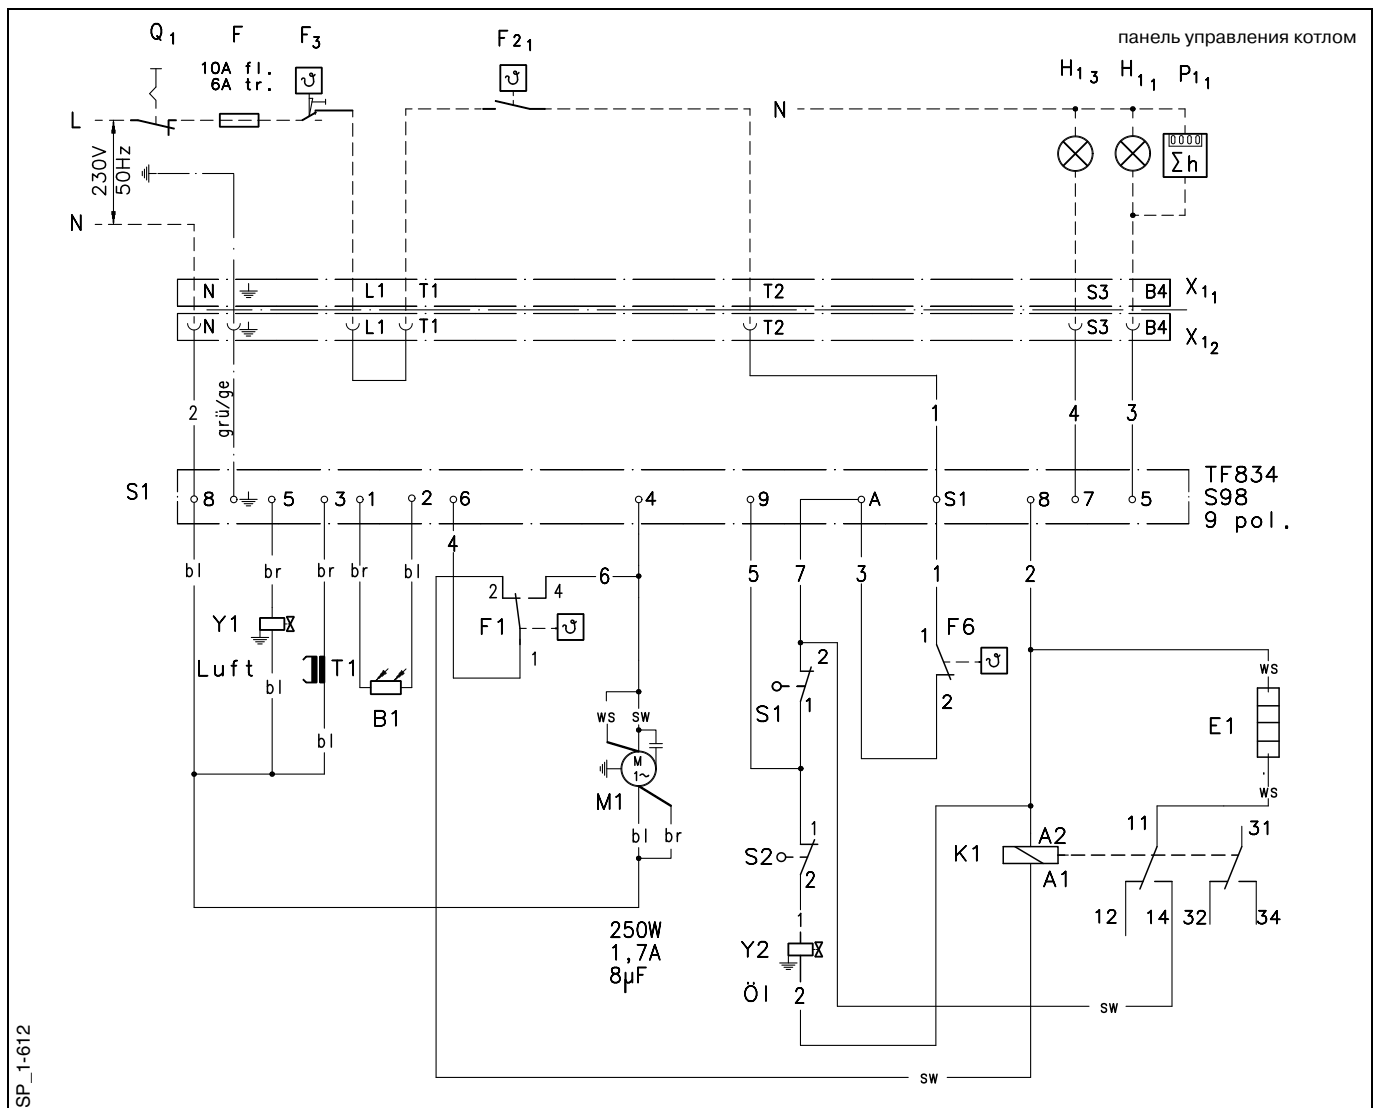 панель управления котлом
Q1 F F3 F21 H13 H11 P11
10A fl.
6A tr.
ϑ ϑ
L N
0000
Σh
230V
50Hz
N
N L1 T1 T2 S3 B4 X11
N L1 T1 T2 S3 B4 X12
2 grü/ge 1 4 3
S1 8 5 3 1 2 6 4 9 A S1 8 7 5
TF834
S98
9 pol.
4
bl br br br bl 6 5 7 3 1 2
2 4
Y1 F1 ϑ 1 F6 ϑ
1
Luft T1 2 ws
bl S1 1 2
B1 ws sw E1
bl
M
1~
M1 ws
bl br 1 11 31
S2 K1 A2
2 A1
12 14 32 34
1
250W
1,7A
8µF
Y2
Öl 2
sw
sw
SP_1-612